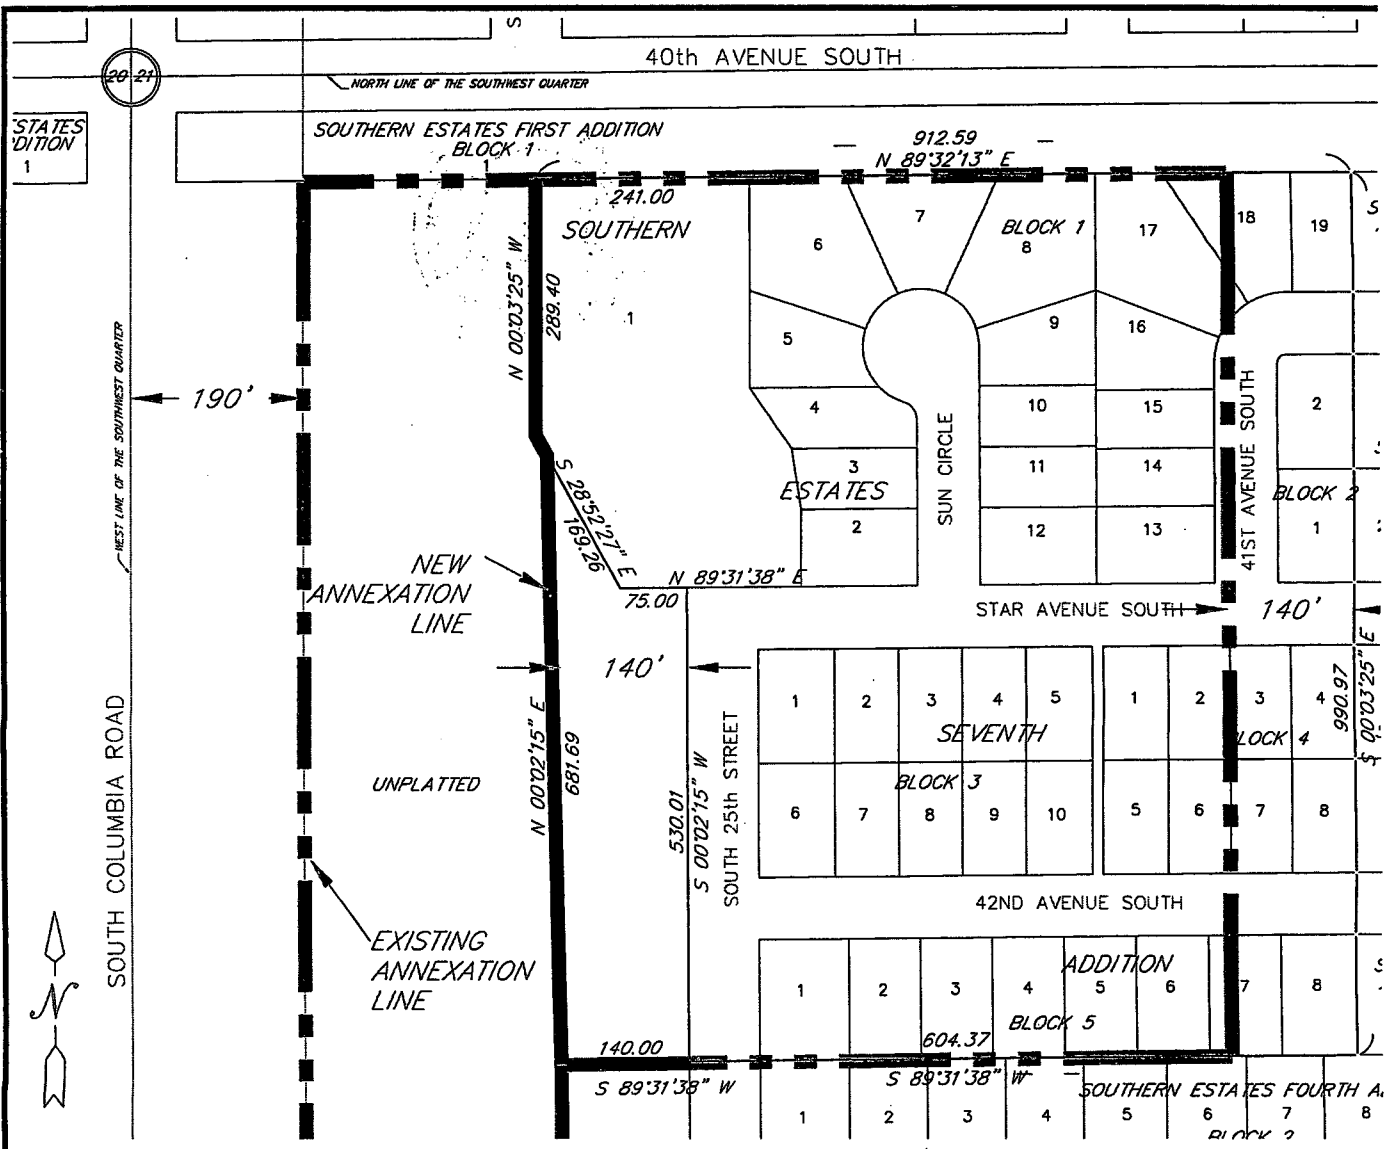 S
40th AVENUE SOUTH
20 21
NORTH LINE OF THE SOUTHWEST QUARTER
STATES
DITION
1
SOUTHERN ESTATES FIRST ADDITION
BLOCK 1
1
912.59
N 89°32'13" E
241.00
SOUTHERN
N 00°03'25" W
289.40
1
6
7
BLOCK 1
8
17
18
19
S
5
9
16
190'
WEST LINE OF THE SOUTHWEST QUARTER
4
10
15
2
3
11
14
ESTATES
2
12
13
SUN CIRCLE
41ST AVENUE SOUTH
BLOCK 2
1
S 28°52'27" E
169.26
NEW
ANNEXATION
LINE
N 89°31'38" E
75.00
STAR AVENUE SOUTH
140'
140'
1
2
3
4
5
1
2
3
4
SEVENTH
LOCK 4
990.97
S 00°03'25" E
SOUTH COLUMBIA ROAD
UNPLATTED
N 00°02'15" E
681.69
530.01
S 00°02'15" W
SOUTH 25th STREET
BLOCK 3
6
7
8
9
10
5
6
7
8
42ND AVENUE SOUTH
EXISTING
ANNEXATION
LINE
N
ADDITION
1
2
3
4
5
6
7
8
S
BLOCK 5
140.00
S 89°31'38" W
604.37
S 89°31'38" W
SOUTHERN ESTATES FOURTH A
1
2
3
4
5
6
7
8
BLOCK 2